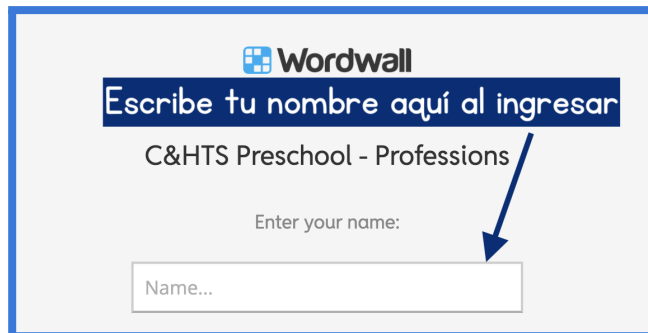 Wordwall
Escribe tu nombre aquí al ingresar
C&HTS Preschool - Professions
Enter your name:
Name...